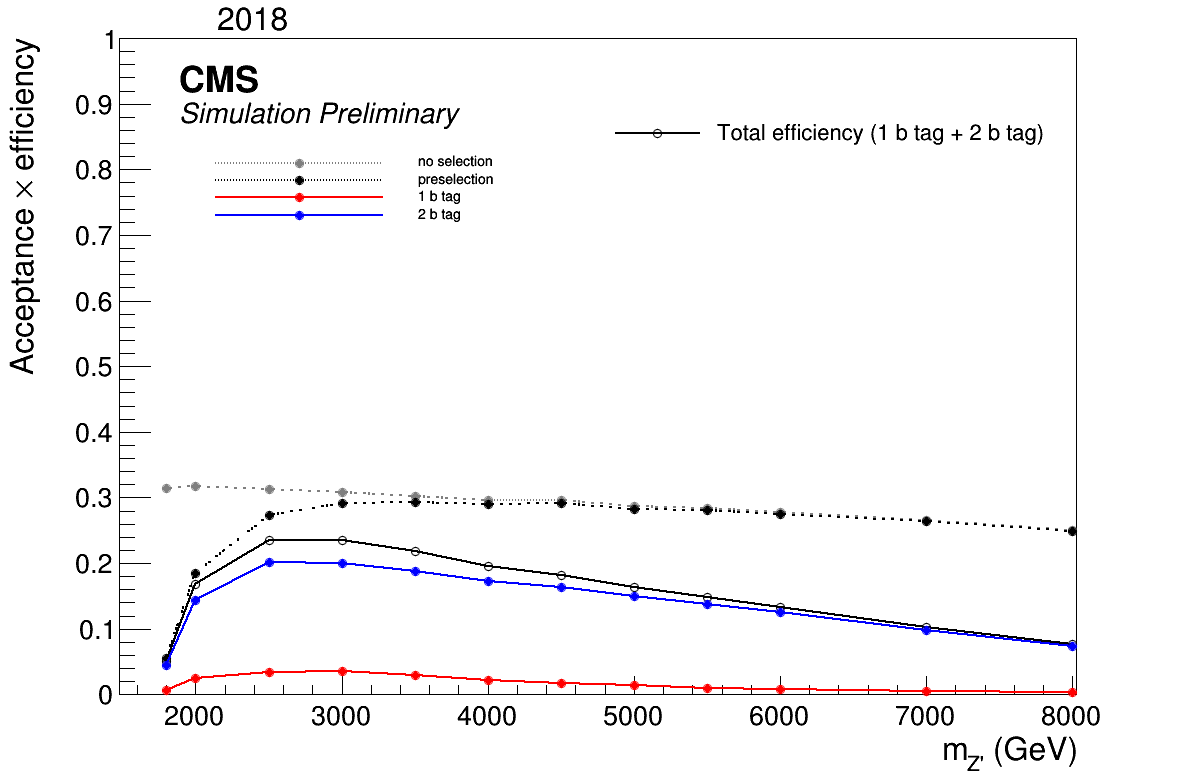 2018
Acceptance × efficiency
CMS
Simulation Preliminary
Total efficiency (1 b tag + 2 b tag)
no selection
preselection
1 b tag
2 b tag
1
0.9
0.8
0.7
0.6
0.5
0.4
0.3
0.2
0.1
0
2000 3000 4000 5000 6000 7000 8000
m_Z' (GeV)